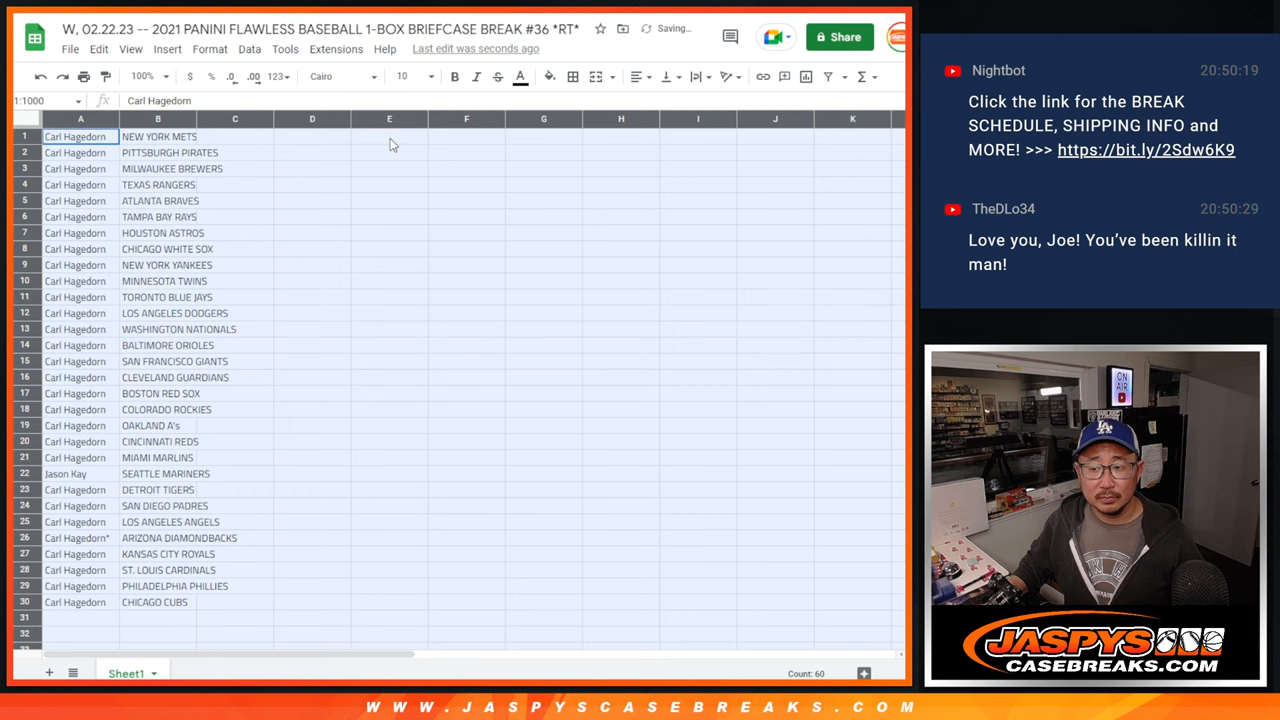 W, 02.22.23 -- 2021 PANINI FLAWLESS BASEBALL 1-BOX BRIEFCASE BREAK #36 *RT*
Saving...
File Edit View Insert Format Data Tools Extensions Help Last edit was seconds ago
Share
100% $ % .0 .00 123 Cairo 10 B I S A
1:1000 fx Carl Hagedorn
A B C D E F G H I J K
1 Carl Hagedorn NEW YORK METS
2 Carl Hagedorn PITTSBURGH PIRATES
3 Carl Hagedorn MILWAUKEE BREWERS
4 Carl Hagedorn TEXAS RANGERS
5 Carl Hagedorn ATLANTA BRAVES
6 Carl Hagedorn TAMPA BAY RAYS
7 Carl Hagedorn HOUSTON ASTROS
8 Carl Hagedorn CHICAGO WHITE SOX
9 Carl Hagedorn NEW YORK YANKEES
10 Carl Hagedorn MINNESOTA TWINS
11 Carl Hagedorn TORONTO BLUE JAYS
12 Carl Hagedorn LOS ANGELES DODGERS
13 Carl Hagedorn WASHINGTON NATIONALS
14 Carl Hagedorn BALTIMORE ORIOLES
15 Carl Hagedorn SAN FRANCISCO GIANTS
16 Carl Hagedorn CLEVELAND GUARDIANS
17 Carl Hagedorn BOSTON RED SOX
18 Carl Hagedorn COLORADO ROCKIES
19 Carl Hagedorn OAKLAND A's
20 Carl Hagedorn CINCINNATI REDS
21 Carl Hagedorn MIAMI MARLINS
22 Jason Kay SEATTLE MARINERS
23 Carl Hagedorn DETROIT TIGERS
24 Carl Hagedorn SAN DIEGO PADRES
25 Carl Hagedorn LOS ANGELES ANGELS
26 Carl Hagedorn* ARIZONA DIAMONDBACKS
27 Carl Hagedorn KANSAS CITY ROYALS
28 Carl Hagedorn ST. LOUIS CARDINALS
29 Carl Hagedorn PHILADELPHIA PHILLIES
30 Carl Hagedorn CHICAGO CUBS
31
32
Sheet1
Count: 60
Nightbot 20:50:19
Click the link for the BREAK
SCHEDULE, SHIPPING INFO and
MORE! >>> https://bit.ly/2Sdw6K9
TheDLo34 20:50:29
Love you, Joe! You've been killin it
man!
ON
AIR
LA
JASPYS
CASEBREAKS.COM
WWW.JASPYSCASEBREAKS.COM